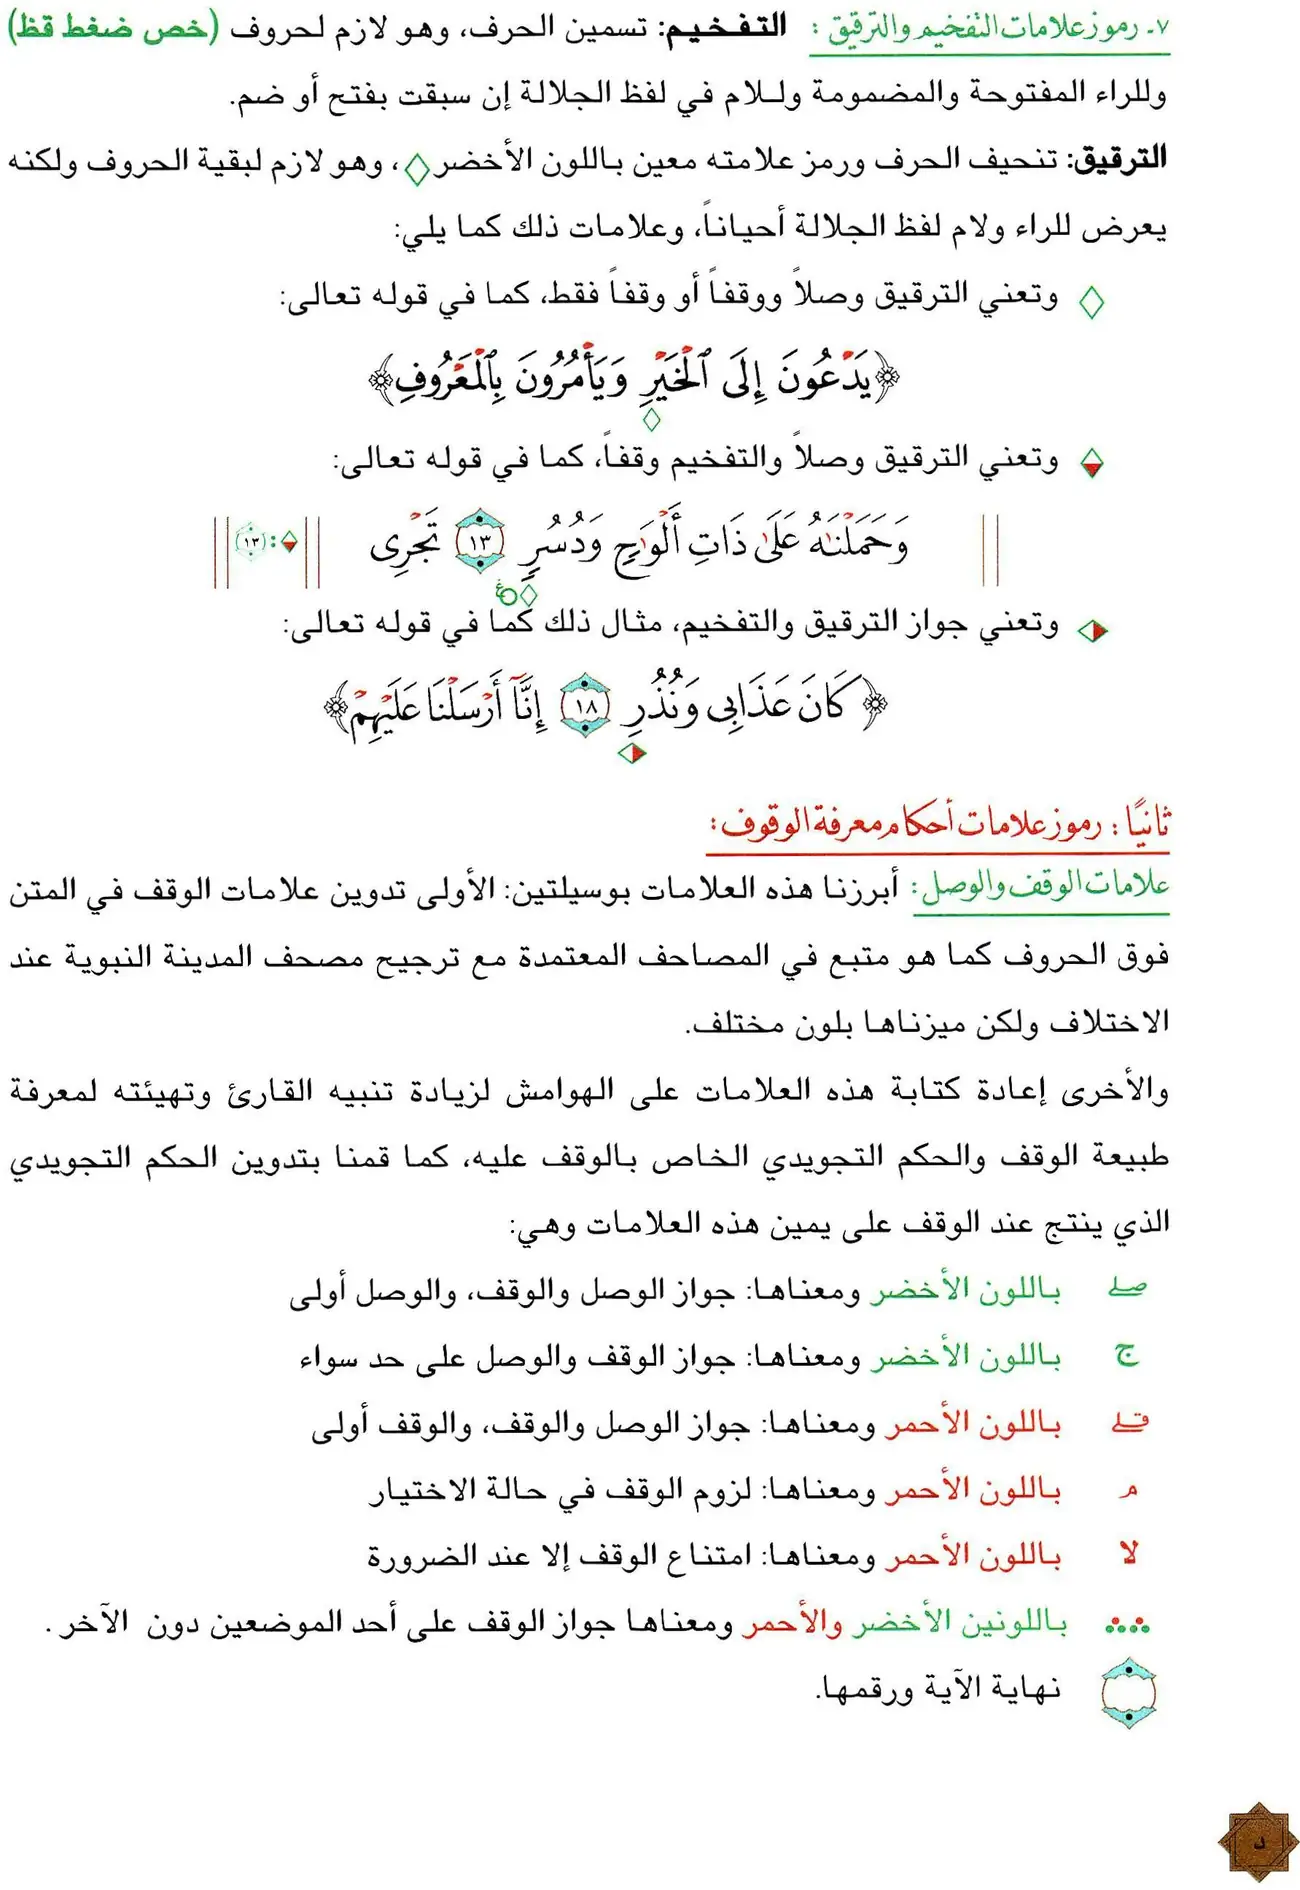 ٧- رموز علامات التفخيم والترقيق : التفخيم: تسمين الحرف، وهو لازم لحروف (خص ضغط قظ)
وللراء المفتوحة والمضمومة وللام في لفظ الجلالة إن سبقت بفتح أو ضم.
الترقيق: تنحيف الحرف ورمز علامته معين باللون الأخضر ◇، وهو لازم لبقية الحروف ولكنه
يعرض للراء ولام لفظ الجلالة أحياناً، وعلامات ذلك كما يلي:
◇ وتعني الترقيق وصلاً ووقفاً أو وقفاً فقط، كما في قوله تعالى:
﴿يَدْعُونَ إِلَى ٱلْخَيْرِ وَيَأْمُرُونَ بِٱلْمَعْرُوفِ﴾
وتعني الترقيق وصلاً والتفخيم وقفاً، كما في قوله تعالى:
وَحَمَلْنَٰهُ عَلَىٰ ذَاتِ أَلْوَٰحٍ وَدُسُرٍ ١٣ تَجْرِى :(١٣)
وتعني جواز الترقيق والتفخيم، مثال ذلك كما في قوله تعالى:
﴿كَانَ عَذَابِى وَنُذُرِ ١٨ إِنَّآ أَرْسَلْنَا عَلَيْهِمْ﴾
ثانيًا : رموز علامات أحكام معرفة الوقوف :
علامات الوقف والوصل : أبرزنا هذه العلامات بوسيلتين: الأولى تدوين علامات الوقف في المتن
فوق الحروف كما هو متبع في المصاحف المعتمدة مع ترجيح مصحف المدينة النبوية عند
الاختلاف ولكن ميزناها بلون مختلف.
والأخرى إعادة كتابة هذه العلامات على الهوامش لزيادة تنبيه القارئ وتهيئته لمعرفة
طبيعة الوقف والحكم التجويدي الخاص بالوقف عليه، كما قمنا بتدوين الحكم التجويدي
الذي ينتج عند الوقف على يمين هذه العلامات وهي:
صلے باللون الأخضر ومعناها: جواز الوصل والوقف، والوصل أولى
ج باللون الأخضر ومعناها: جواز الوقف والوصل على حد سواء
قلے باللون الأحمر ومعناها: جواز الوصل والوقف، والوقف أولى
م باللون الأحمر ومعناها: لزوم الوقف في حالة الاختيار
لا باللون الأحمر ومعناها: امتناع الوقف إلا عند الضرورة
باللونين الأخضر والأحمر ومعناها جواز الوقف على أحد الموضعين دون الآخر .
نهاية الآية ورقمها.
د